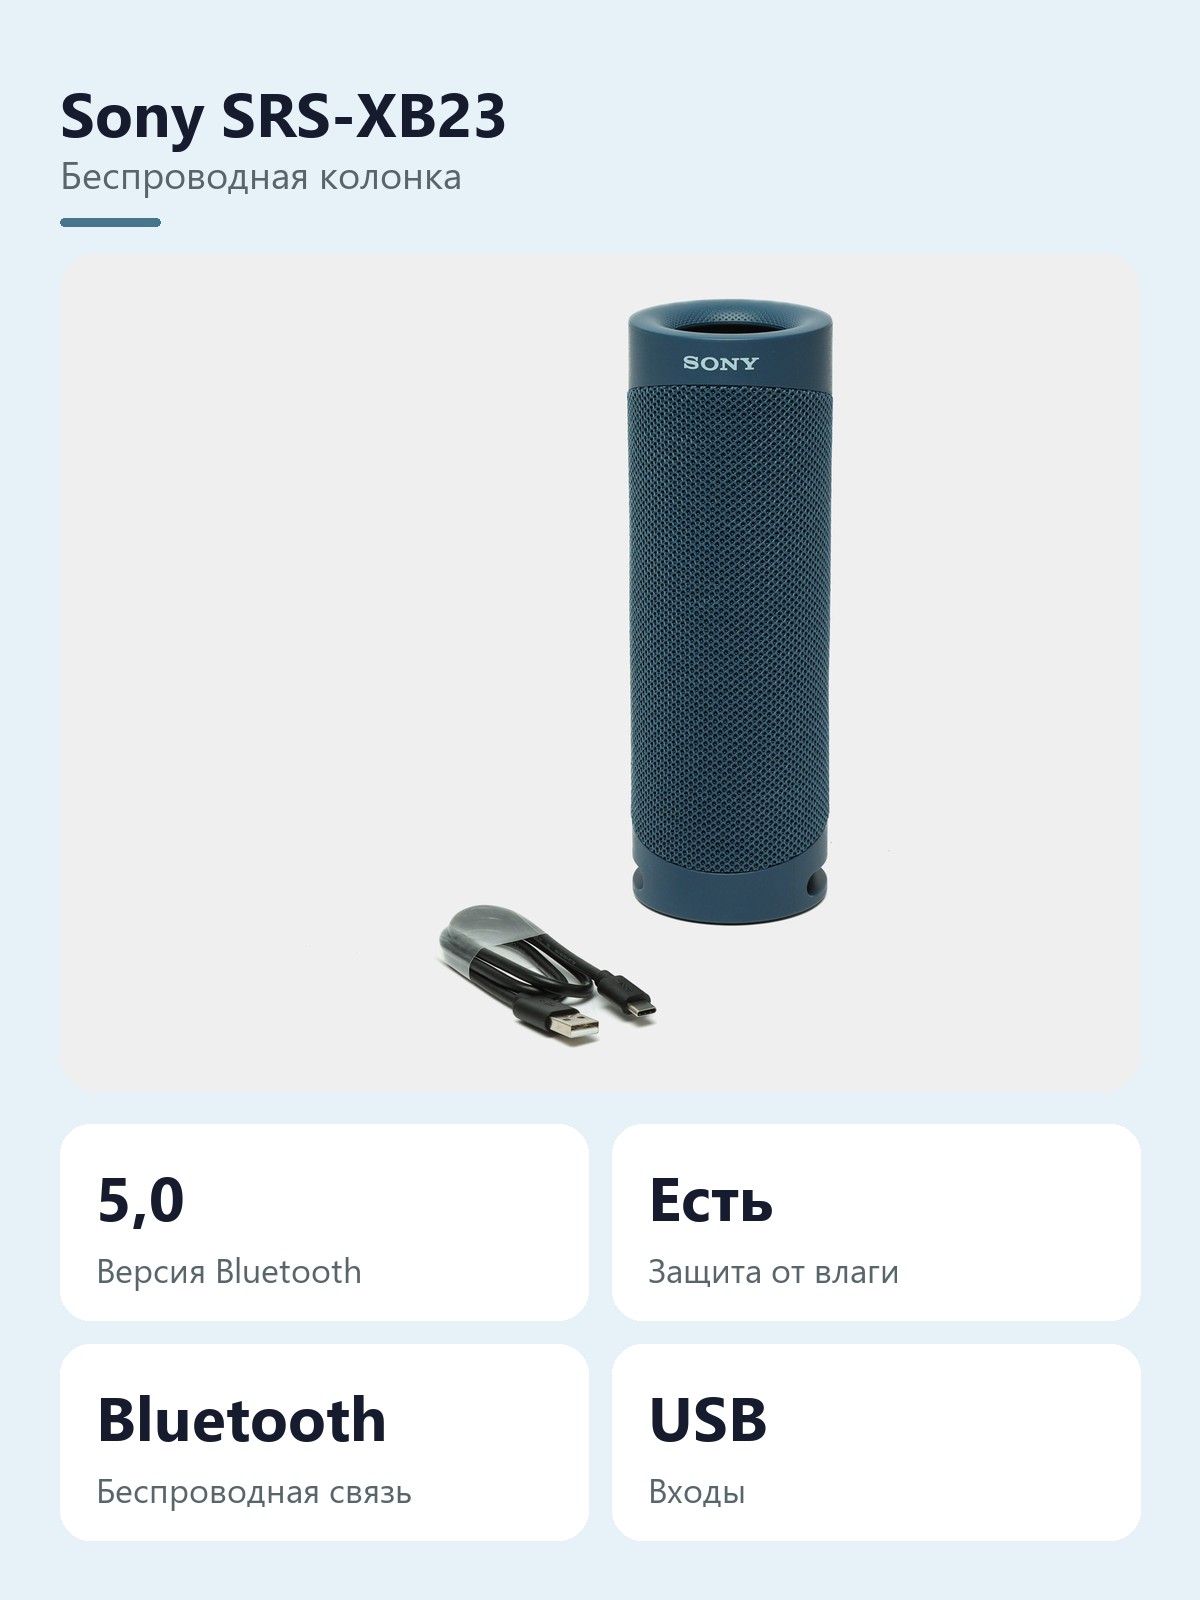 Sony SRS-XB23
Беспроводная колонка
SONY
5,0
Версия Bluetooth
Есть
Защита от влаги
Bluetooth
Беспроводная связь
USB
Входы